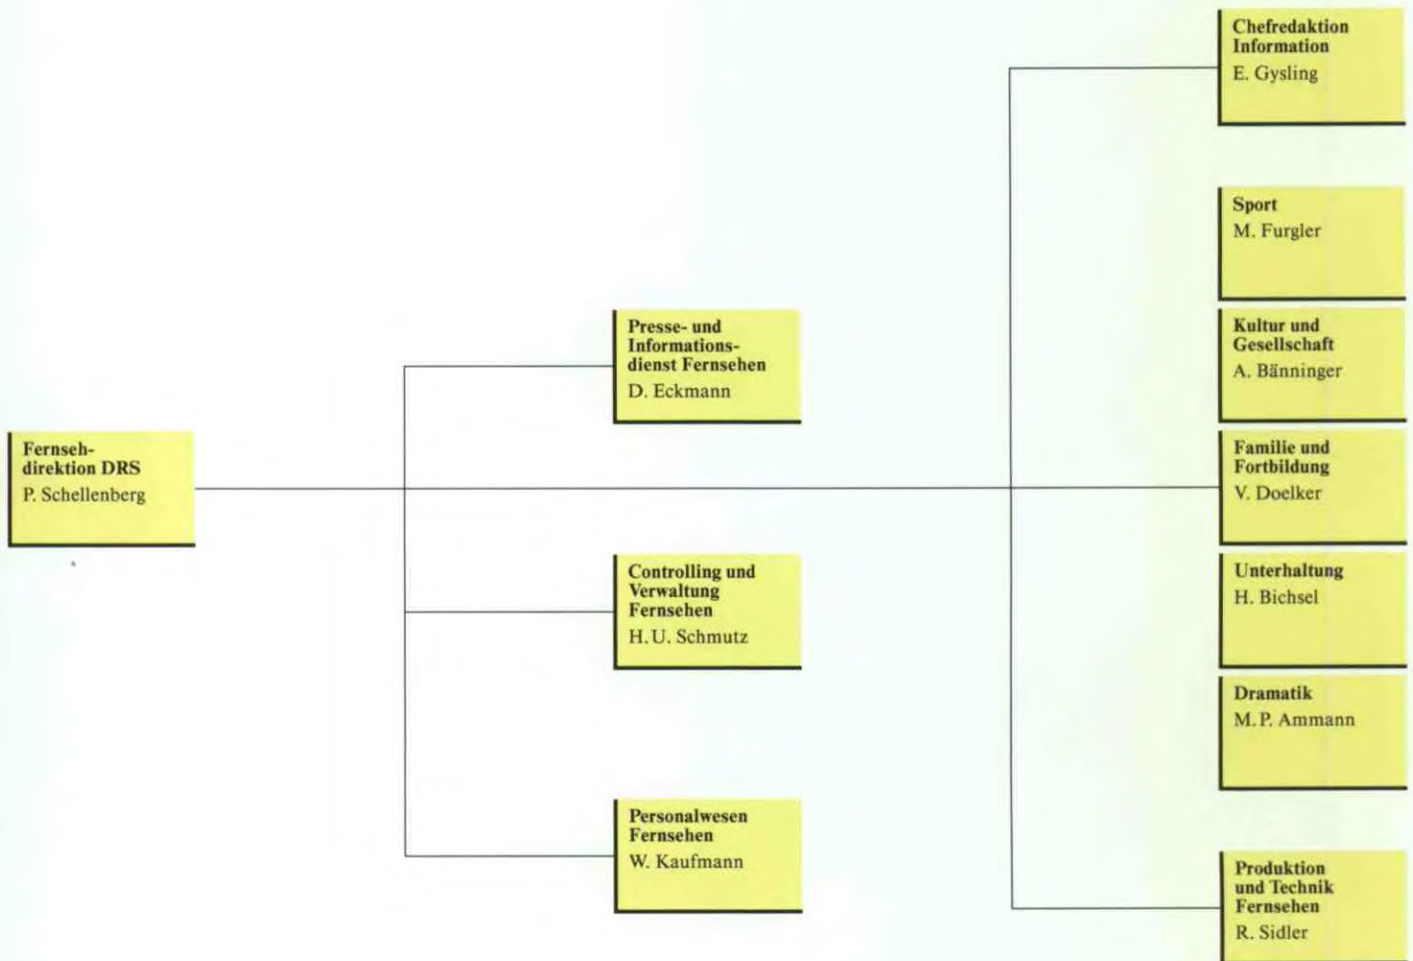 Fernseh-
direktion DRS
P. Schellenberg
Presse- und
Informations-
dienst Fernsehen
D. Eckmann
Controlling und
Verwaltung
Fernsehen
H. U. Schmutz
Personalwesen
Fernsehen
W. Kaufmann
Chefredaktion
Information
E. Gysling
Sport
M. Furgler
Kultur und
Gesellschaft
A. Bänninger
Familie und
Fortbildung
V. Doelker
Unterhaltung
H. Bichsel
Dramatik
M. P. Ammann
Produktion
und Technik
Fernsehen
R. Sidler